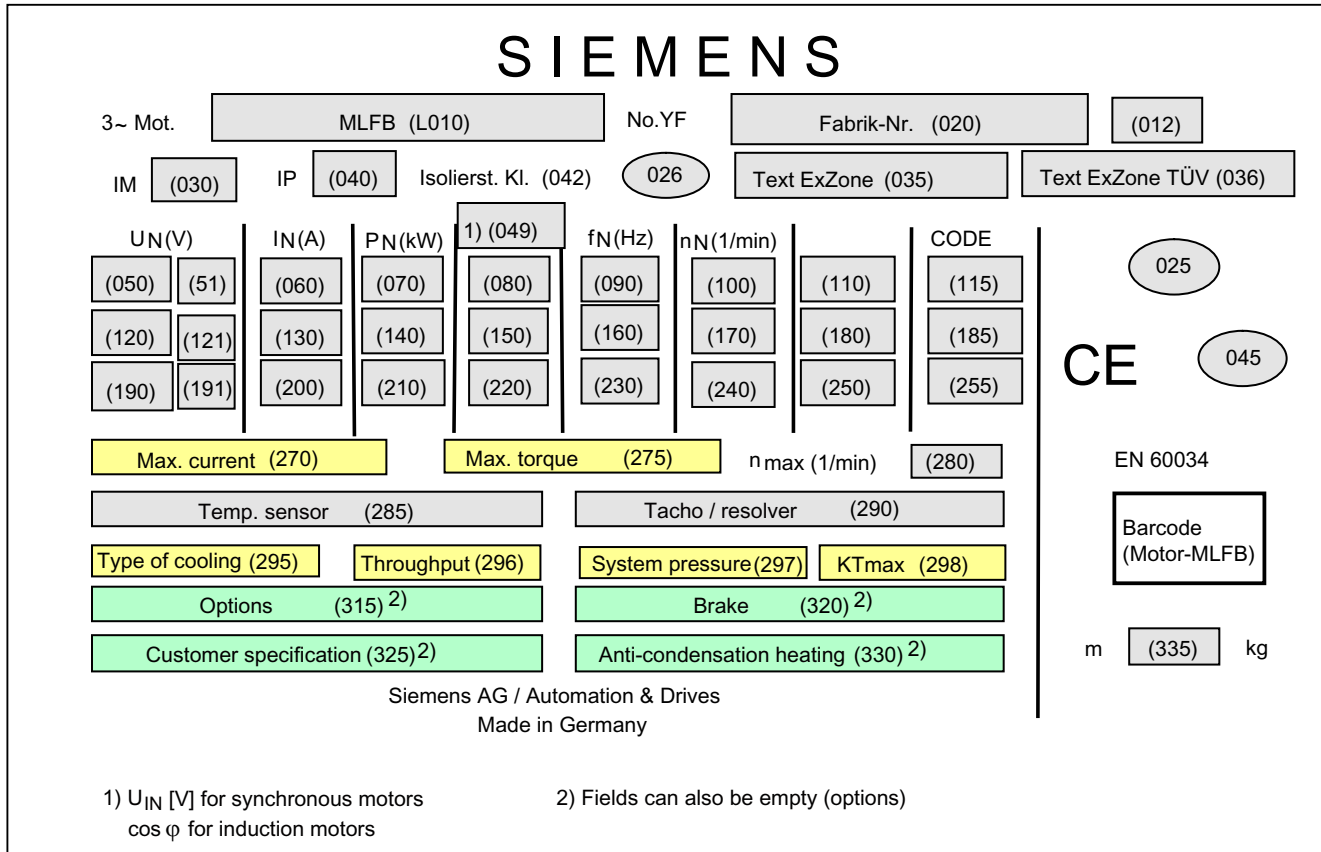 SIEMENS
3~ Mot. MLFB (L010) No.YF Fabrik-Nr. (020) (012)
IM (030) IP (040) Isolierst. Kl. (042) 026 Text ExZone (035) Text ExZone TÜV (036)
UN(V) IN(A) PN(kW) 1) (049) fN(Hz) nN(1/min) CODE
(050) (51) (060) (070) (080) (090) (100) (110) (115) 025
(120) (121) (130) (140) (150) (160) (170) (180) (185)
CE 045
(190) (191) (200) (210) (220) (230) (240) (250) (255)
Max. current (270) Max. torque (275) nmax (1/min) (280) EN 60034
Temp. sensor (285) Tacho / resolver (290)
Barcode
(Motor-MLFB)
Type of cooling (295) Throughput (296) System pressure (297) KTmax (298)
Options (315) 2) Brake (320) 2)
Customer specification (325) 2) Anti-condensation heating (330) 2) m (335) kg
Siemens AG / Automation & Drives
Made in Germany
1) UIN [V] for synchronous motors 2) Fields can also be empty (options)
cos φ for induction motors